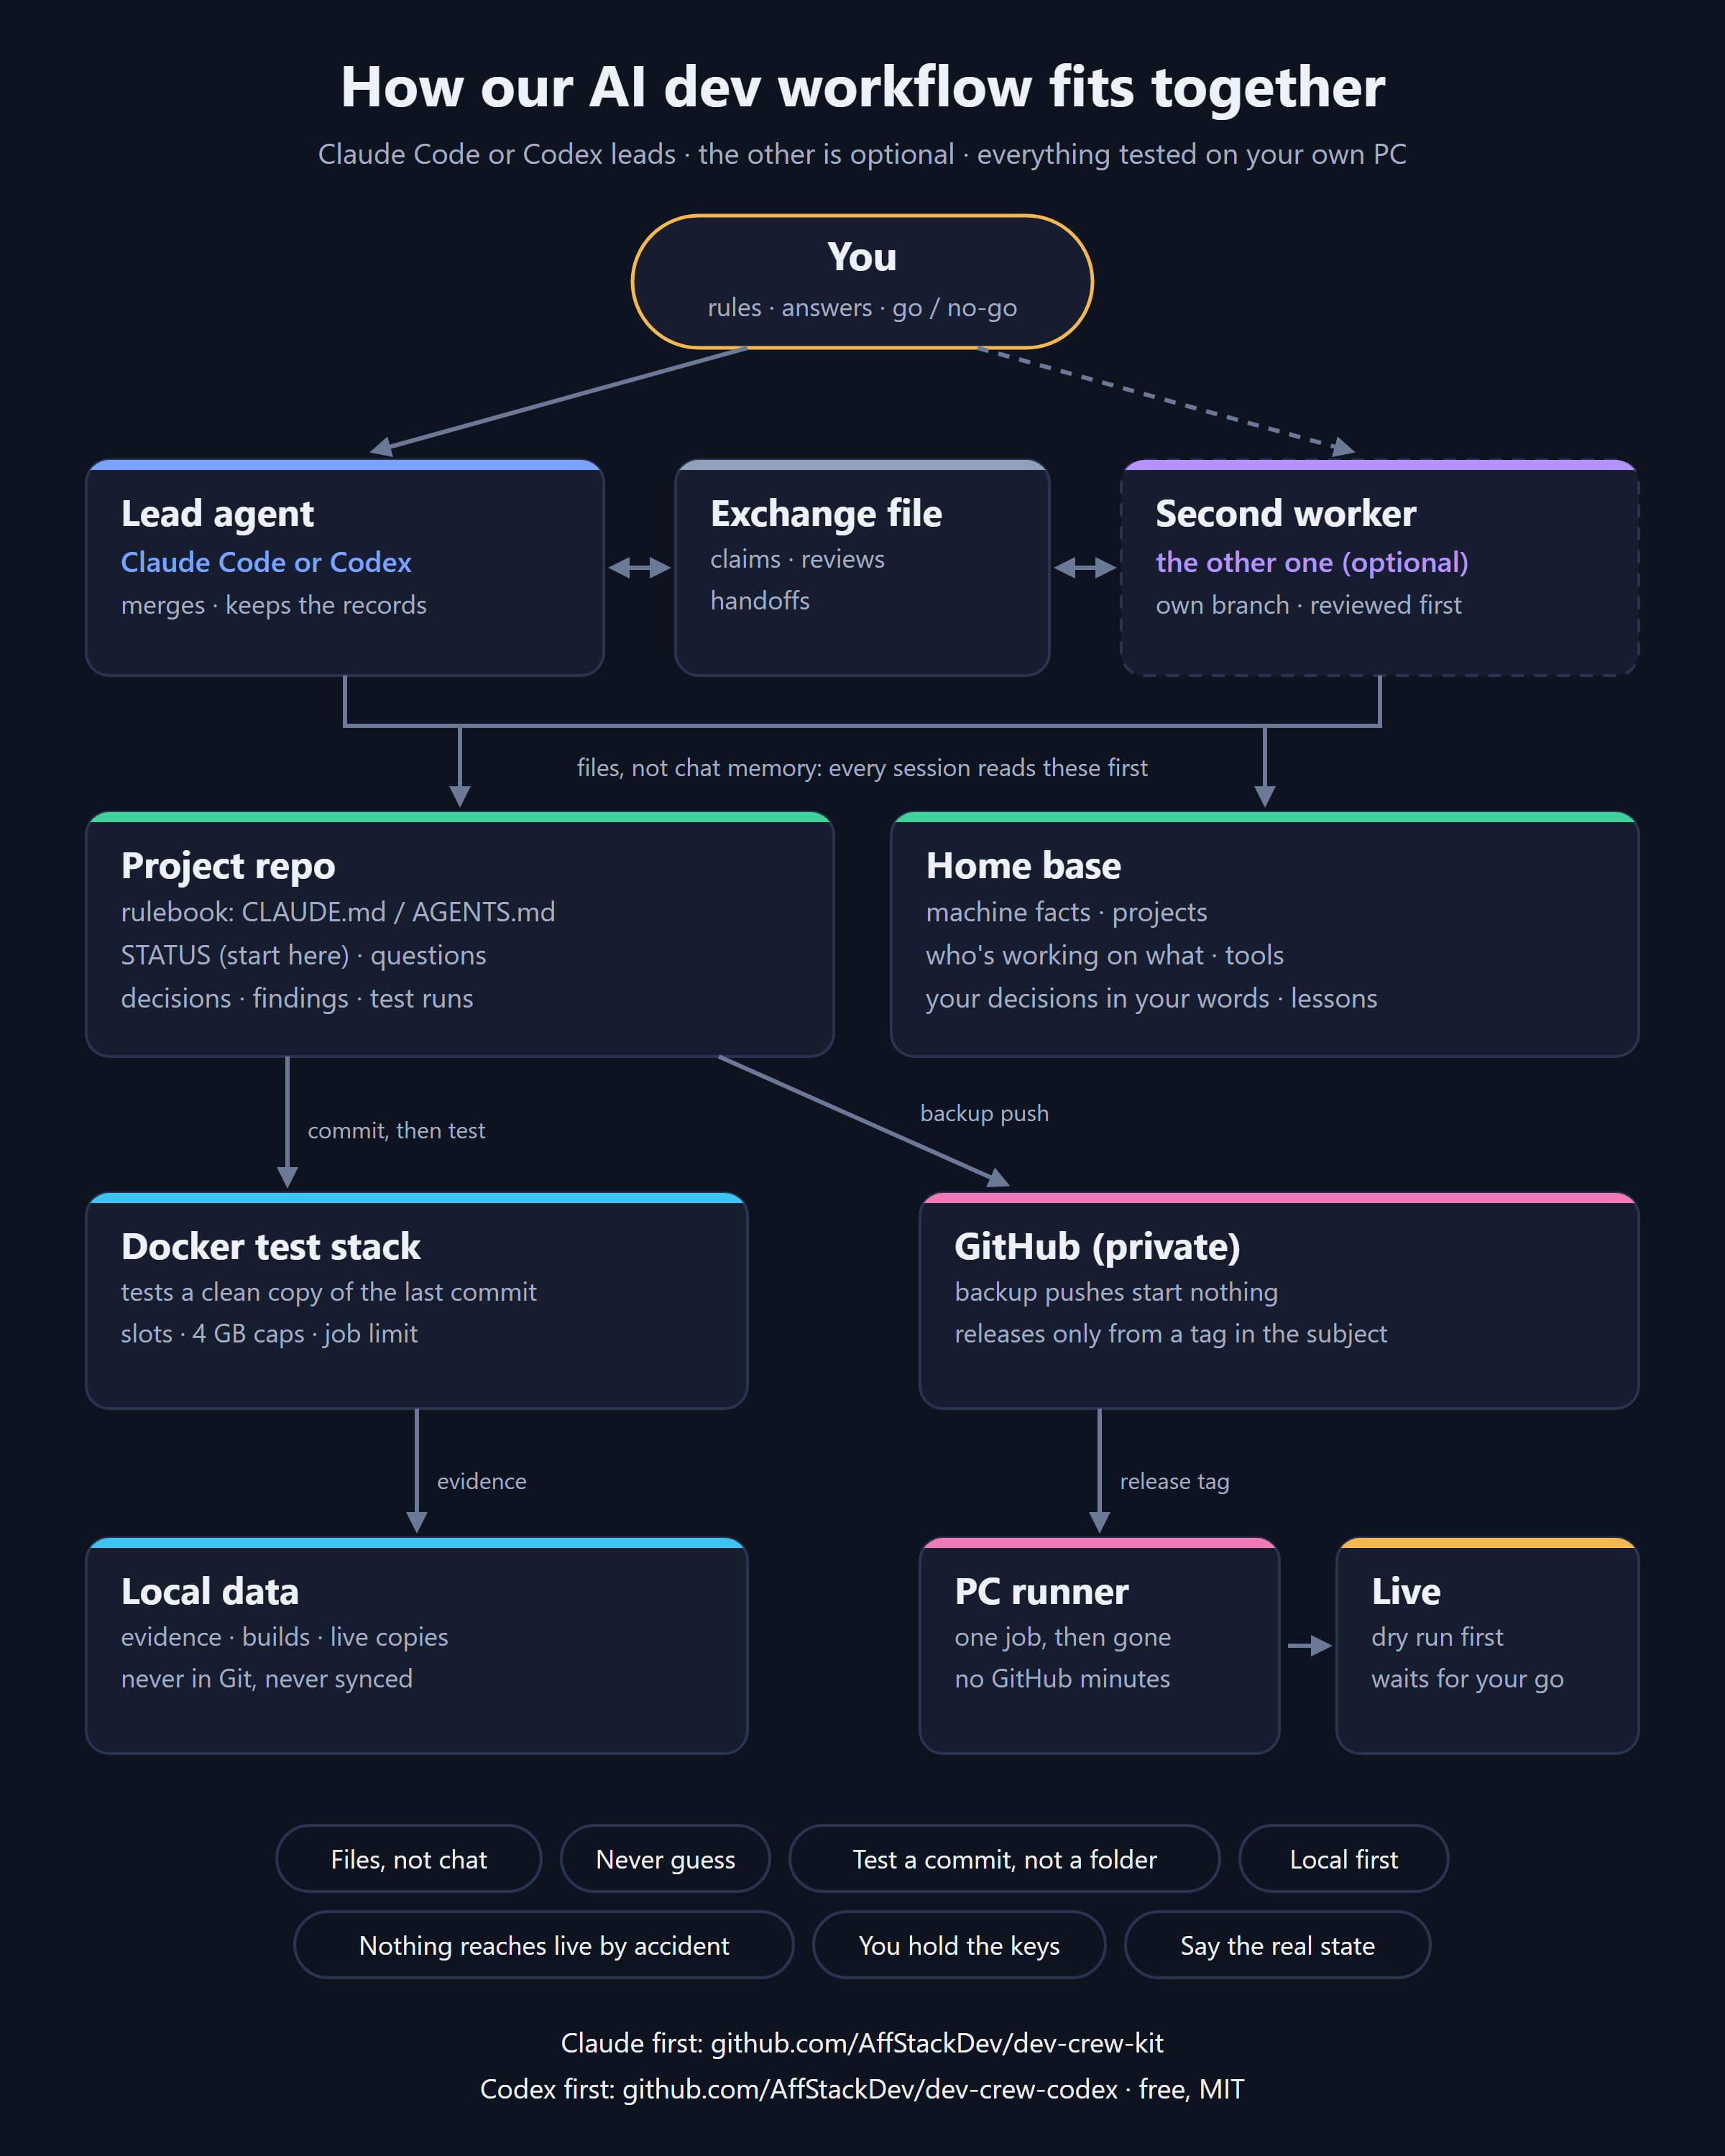 How our AI dev workflow fits together
Claude Code or Codex leads · the other is optional · everything tested on your own PC
You
rules · answers · go / no-go
Lead agent
Claude Code or Codex
merges · keeps the records
Exchange file
claims · reviews
handoffs
Second worker
the other one (optional)
own branch · reviewed first
files, not chat memory: every session reads these first
Project repo
rulebook: CLAUDE.md / AGENTS.md
STATUS (start here) · questions
decisions · findings · test runs
Home base
machine facts · projects
who's working on what · tools
your decisions in your words · lessons
commit, then test
backup push
Docker test stack
tests a clean copy of the last commit
slots · 4 GB caps · job limit
GitHub (private)
backup pushes start nothing
releases only from a tag in the subject
evidence
release tag
Local data
evidence · builds · live copies
never in Git, never synced
PC runner
one job, then gone
no GitHub minutes
Live
dry run first
waits for your go
Files, not chat
Never guess
Test a commit, not a folder
Local first
Nothing reaches live by accident
You hold the keys
Say the real state
Claude first: github.com/AffStackDev/dev-crew-kit
Codex first: github.com/AffStackDev/dev-crew-codex · free, MIT